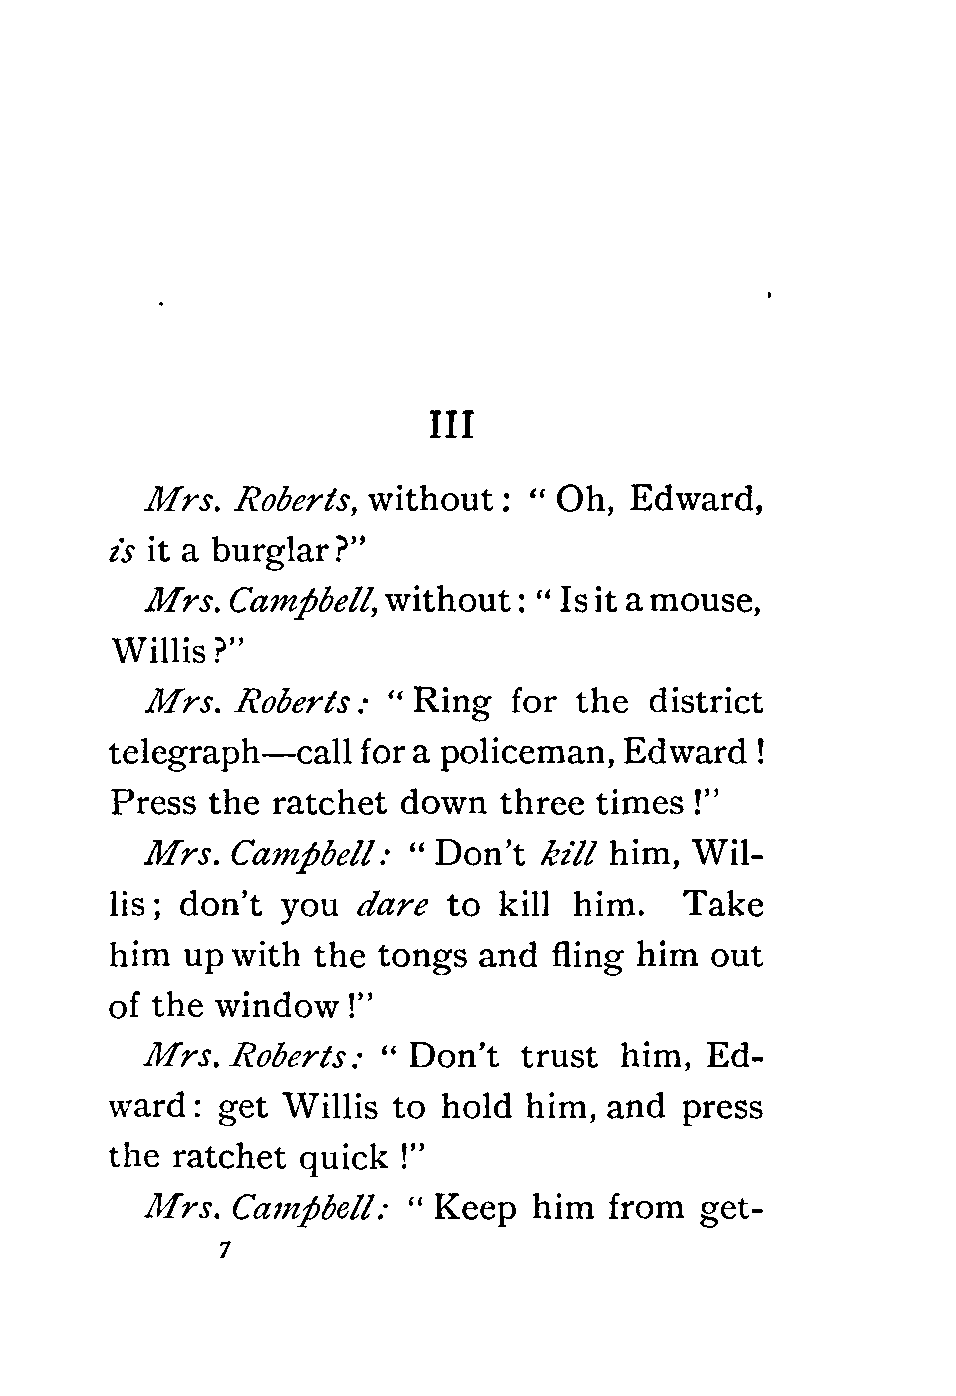 III
Mrs. Roberts, without: “Oh, Edward,
is it a burglar?”
Mrs. Campbell, without: “Is it a mouse,
Willis?”
Mrs. Roberts: “Ring for the district
telegraph—call for a policeman, Edward!
Press the ratchet down three times!”
Mrs. Campbell: “Don't kill him, Wil-
lis; don't you dare to kill him. Take
him up with the tongs and fling him out
of the window!”
Mrs. Roberts: “Don't trust him, Ed-
ward: get Willis to hold him, and press
the ratchet quick!”
Mrs. Campbell: “Keep him from get-
7